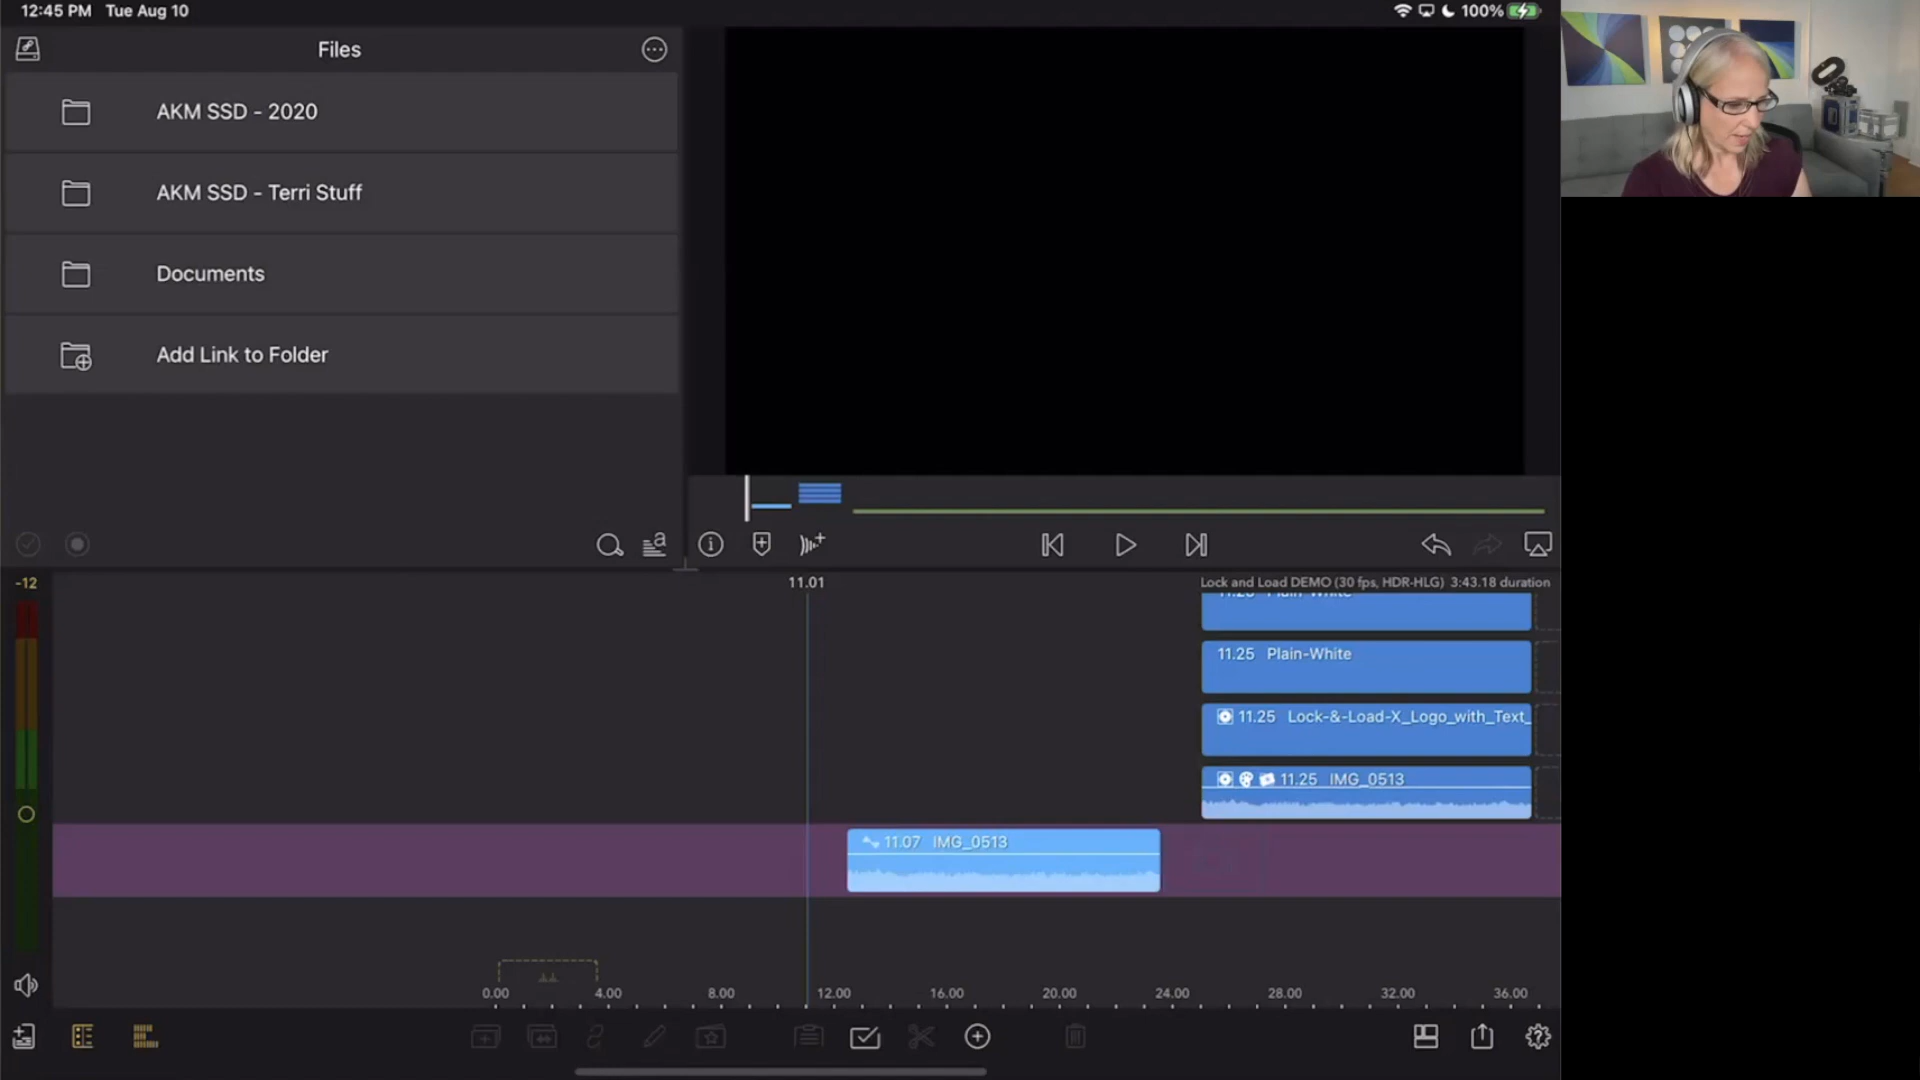 12:45 PM Tue Aug 10
100%
Files
AKM SSD - 2020
AKM SSD - Terri Stuff
Documents
Add Link to Folder
-12
11.01
Lock and Load DEMO (30 fps, HDR-HLG) 3:43.18 duration
11.25 Plain-White
11.25 Plain-White
11.25 Lock-&-Load-X_Logo_with_Text_
11.25 IMG_0513
11.07 IMG_0513
0.00 4.00 8.00 12.00 16.00 20.00 24.00 28.00 32.00 36.00